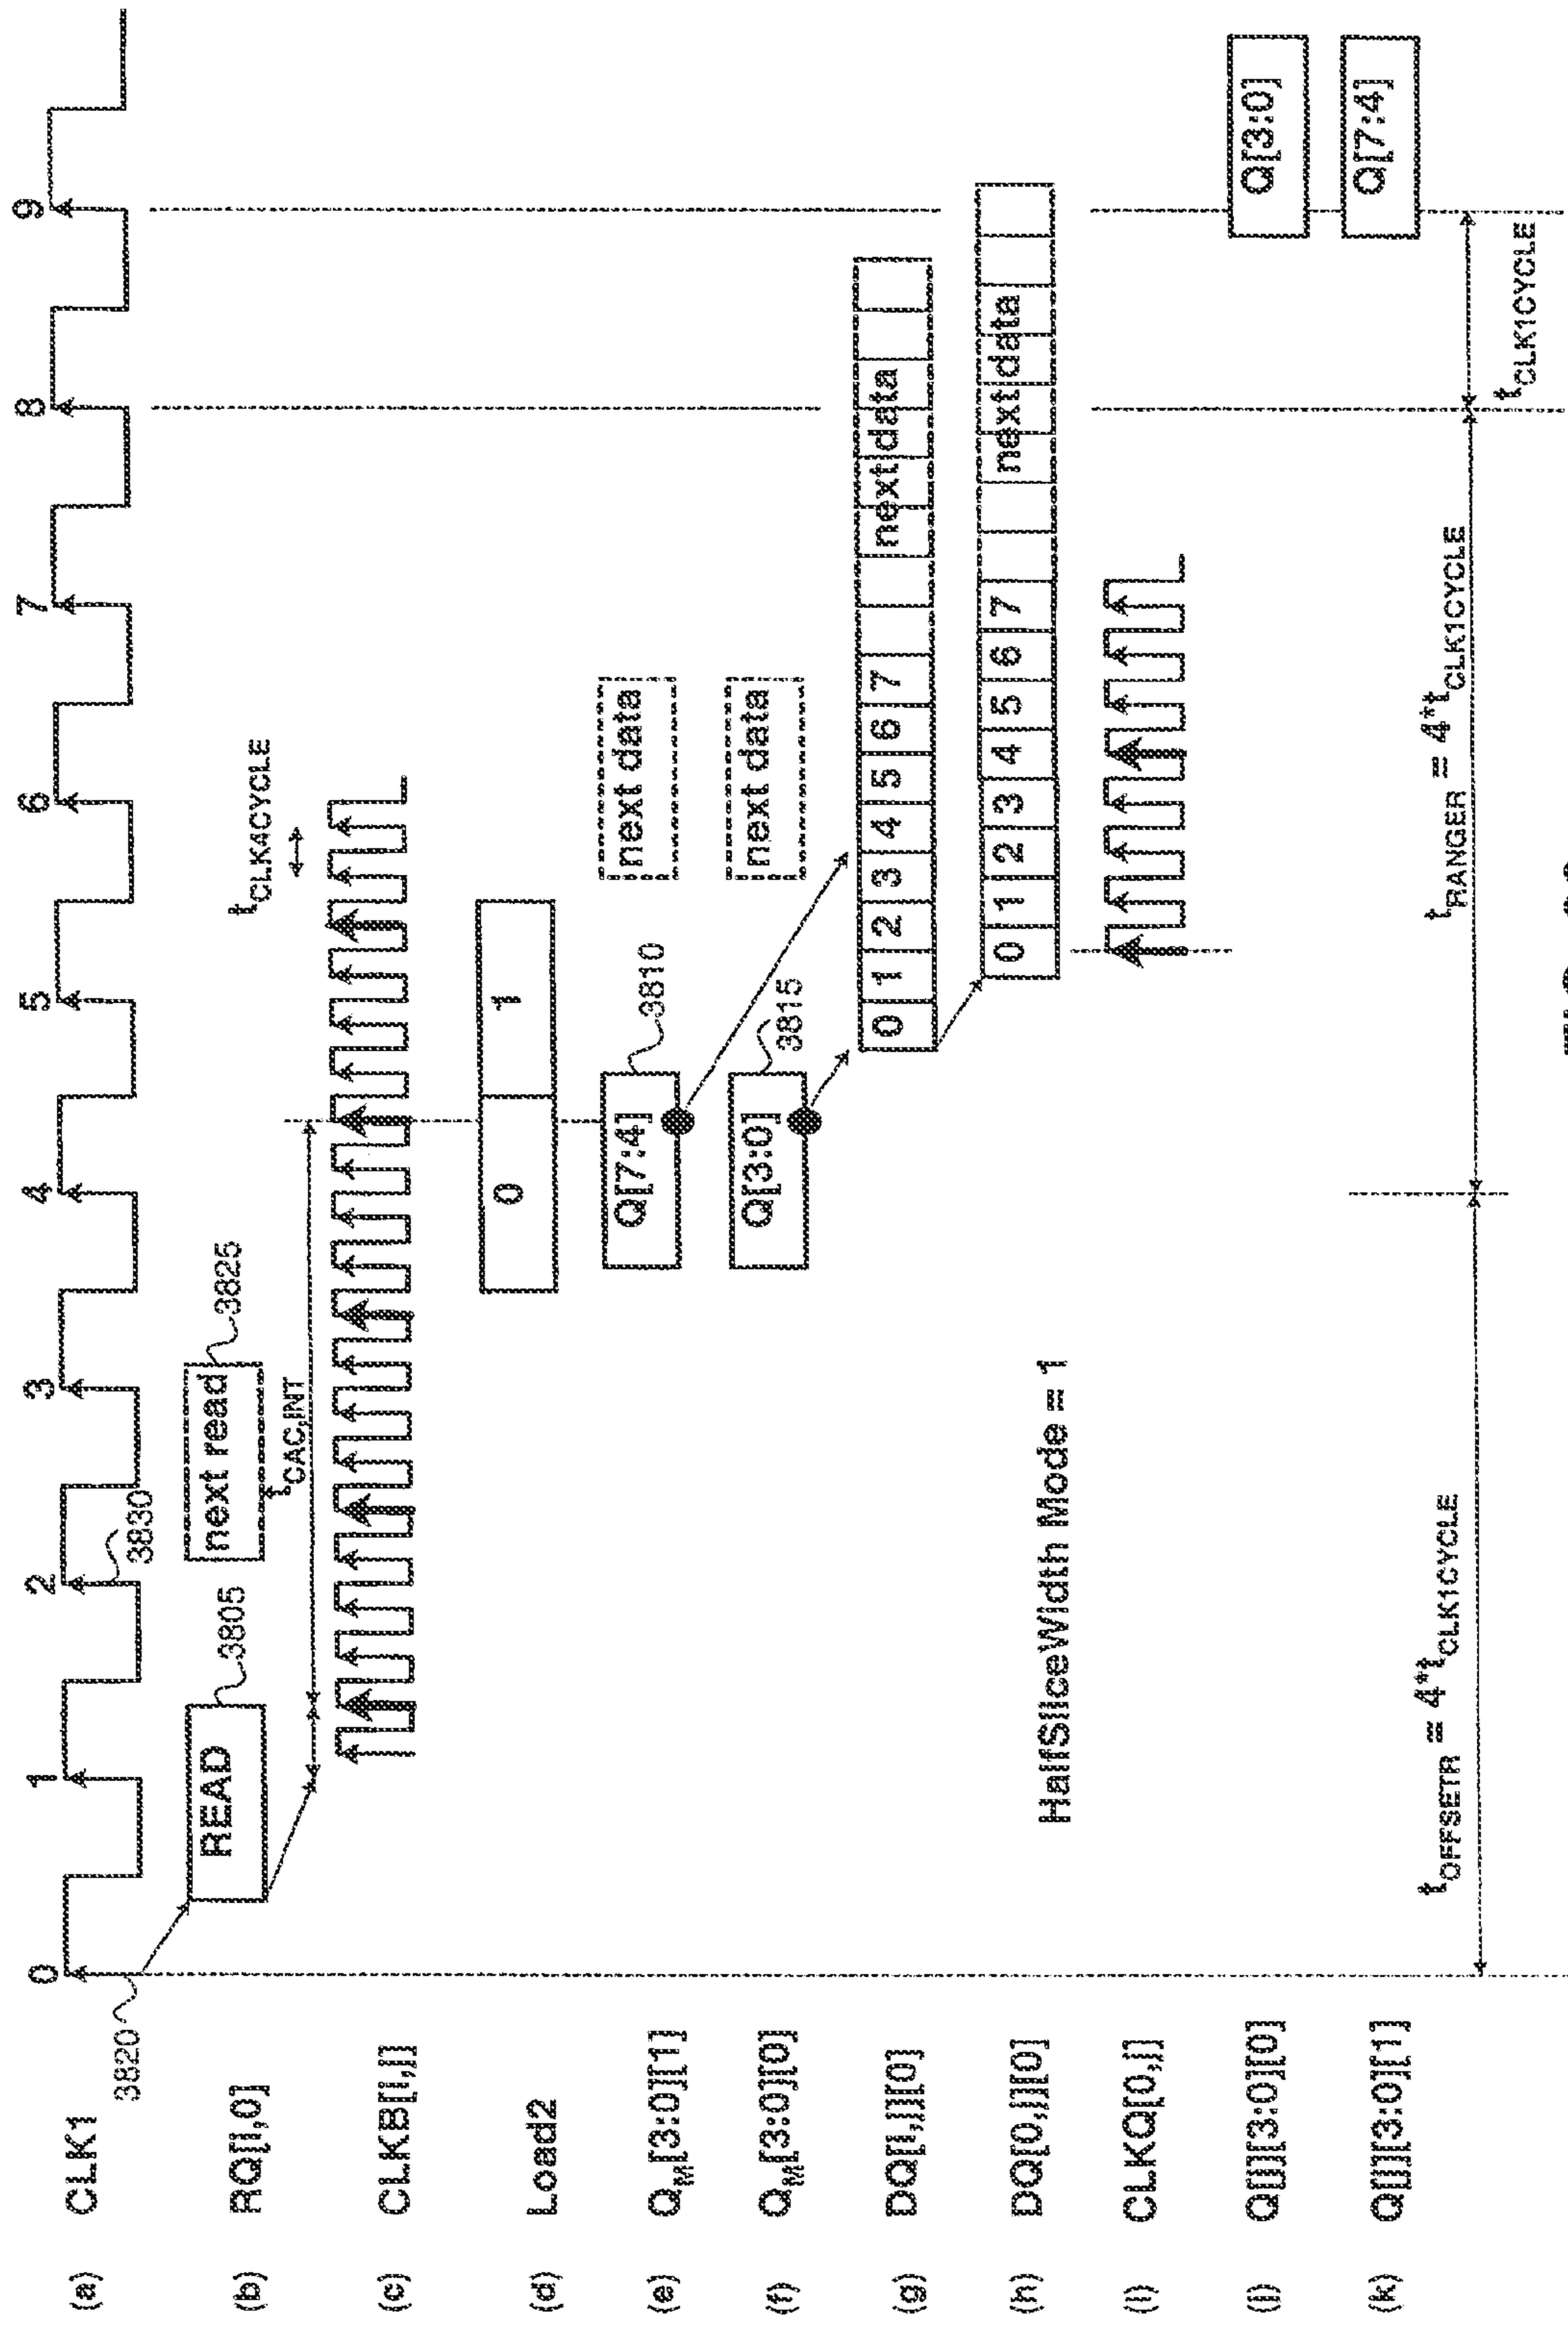 0 1 2 3 4 5 6 7 8 9
(a) CLK1
3820
3830
(b) RQ[i,0]
READ
3805
next read
3825
tCAC,INT
tCLK4CYCLE
(c) CLKB[i,j]
(d) Load2
0 1
(e) QM[3:0][1]
Q[7:4]
3810
next data
(f) QM[3:0][0]
Q[3:0]
3815
next data
(g) DQ[i,j][0]
0 1 2 3 4 5 6 7 next data
(h) DQ[0,j][0]
0 1 2 3 4 5 6 7 next data
HalfSliceWidth Mode = 1
(i) CLKQ[0,j]
(j) Q[j][3:0][0]
Q[3:0]
(k) Q[j][3:0][1]
Q[7:4]
tOFFSETR = 4*tCLK1CYCLE
tRANGER = 4*tCLK1CYCLE
tCLK1CYCLE